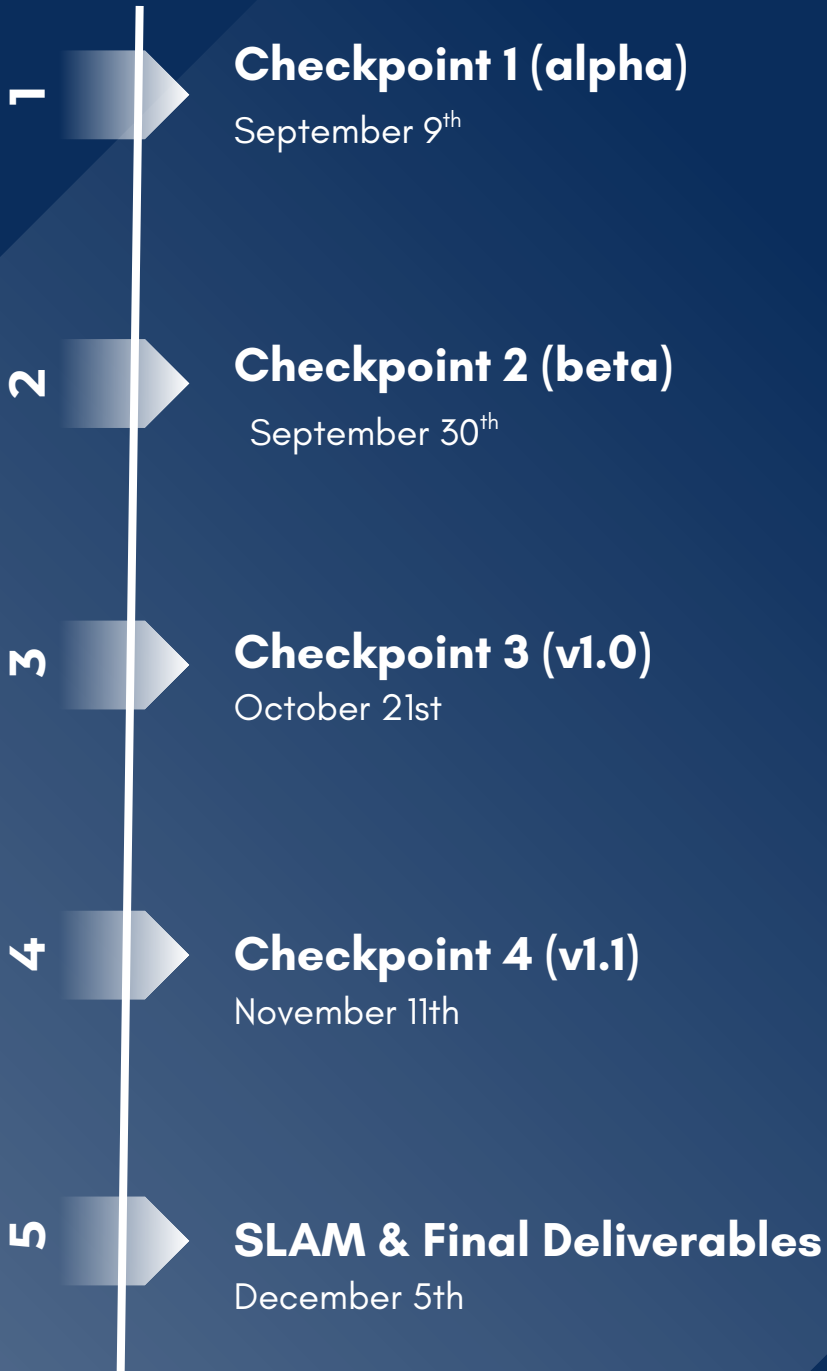 1
Checkpoint 1 (alpha)
September 9th
2
Checkpoint 2 (beta)
September 30th
3
Checkpoint 3 (v1.0)
October 21st
4
Checkpoint 4 (v1.1)
November 11th
5
SLAM & Final Deliverables
December 5th